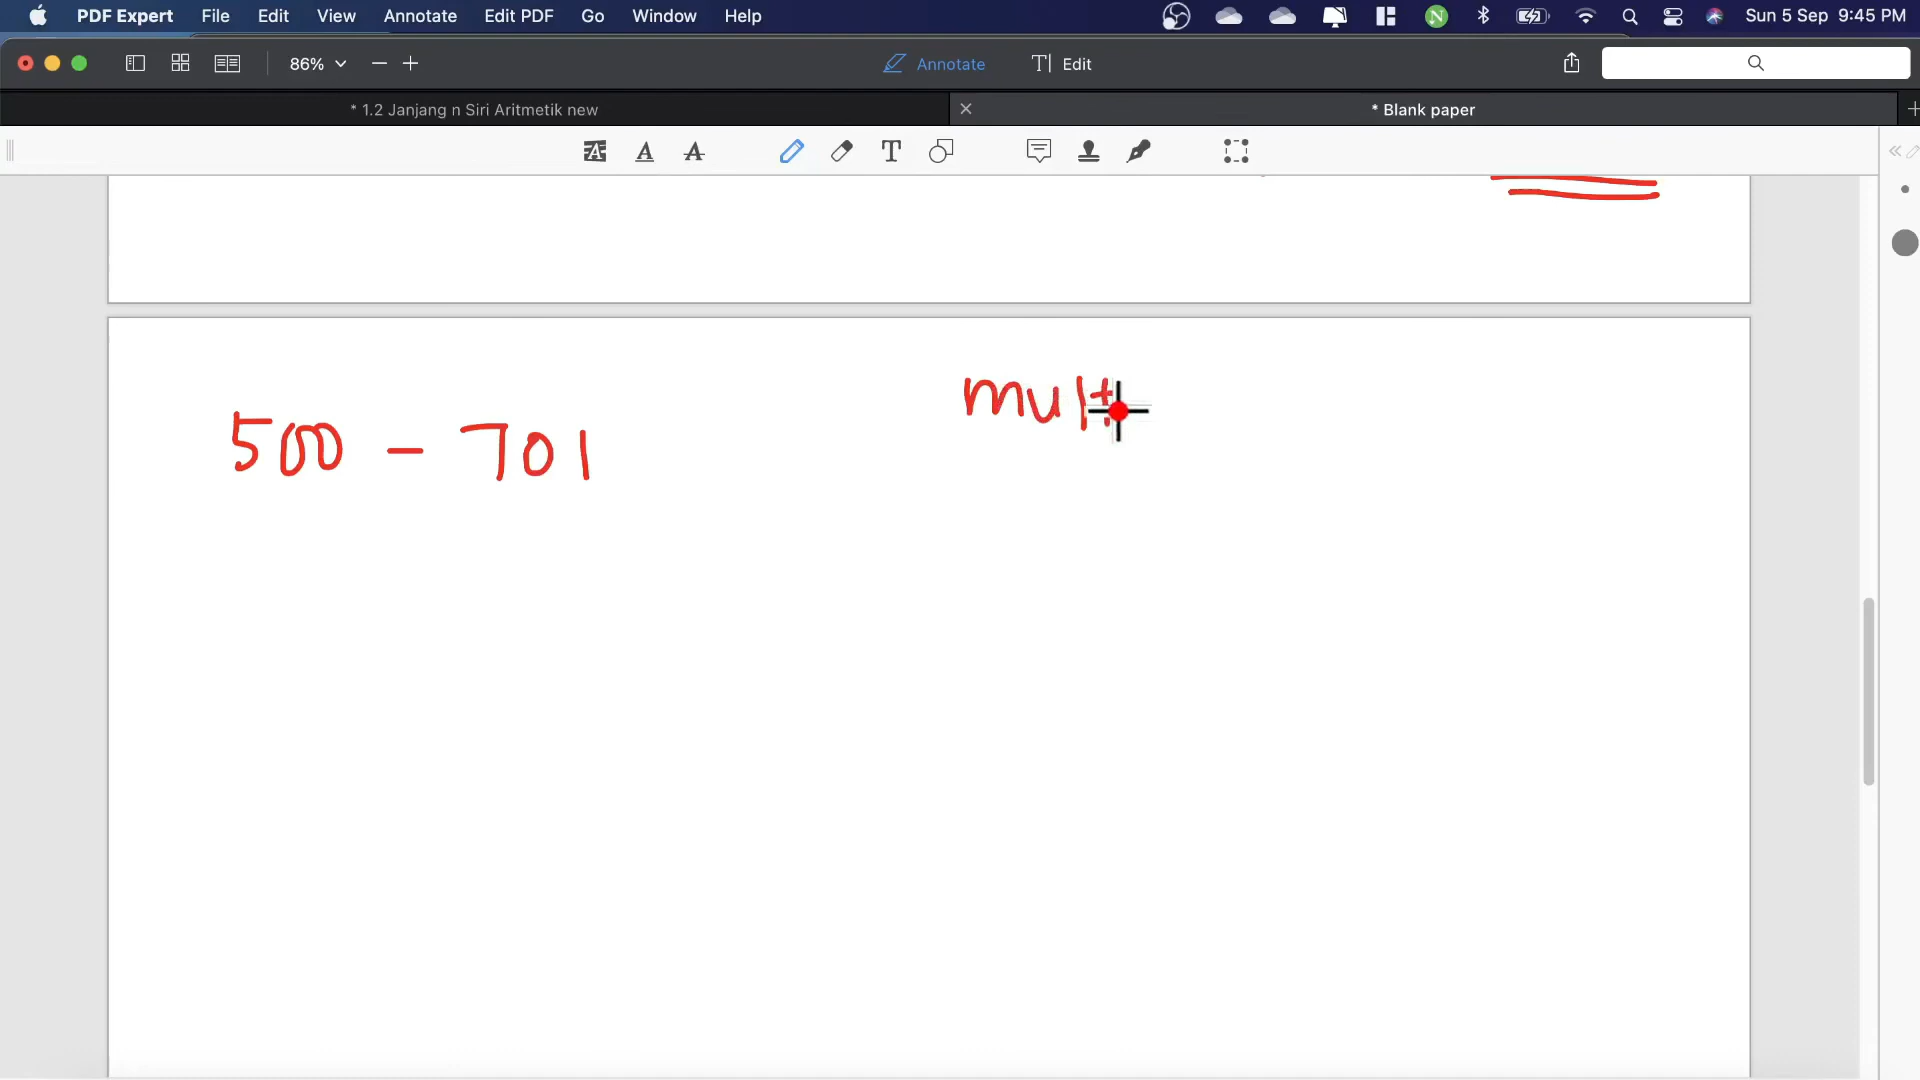 PDF Expert File Edit View Annotate Edit PDF Go Window Help N Sun 5 Sep 9:45 PM
86% Annotate Edit
* 1.2 Janjang n Siri Aritmetik new * Blank paper
A A A T
mult
500 - 701